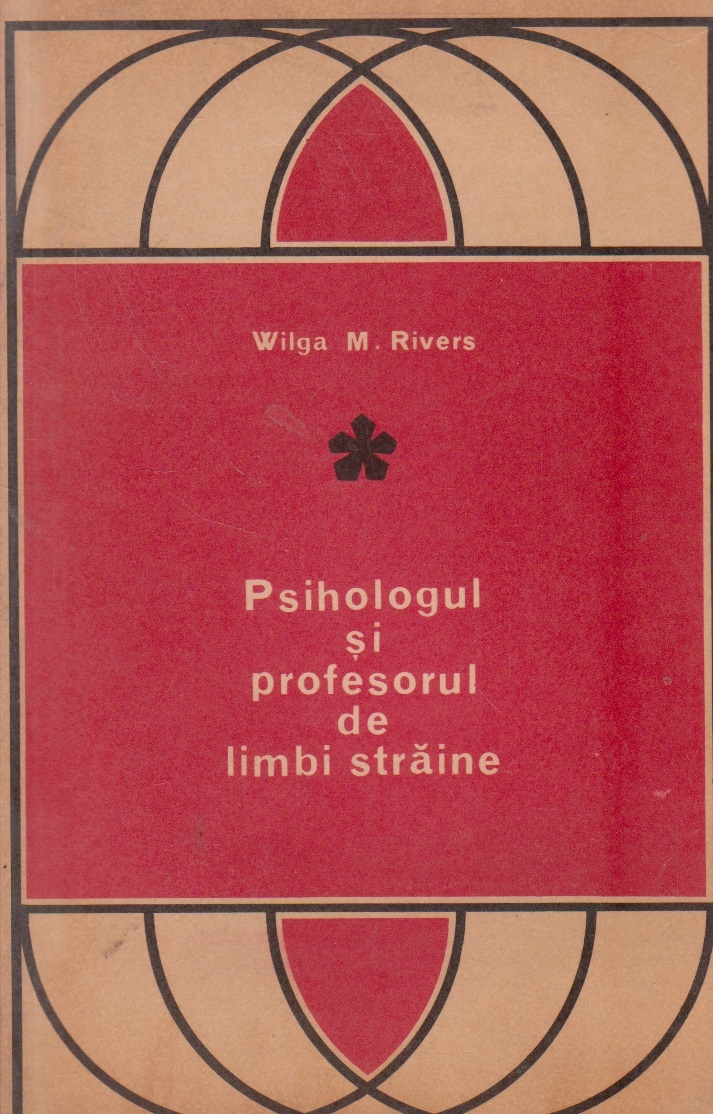 Wilga M. Rivers
Psihologul
și
profesorul
de
limbi străine